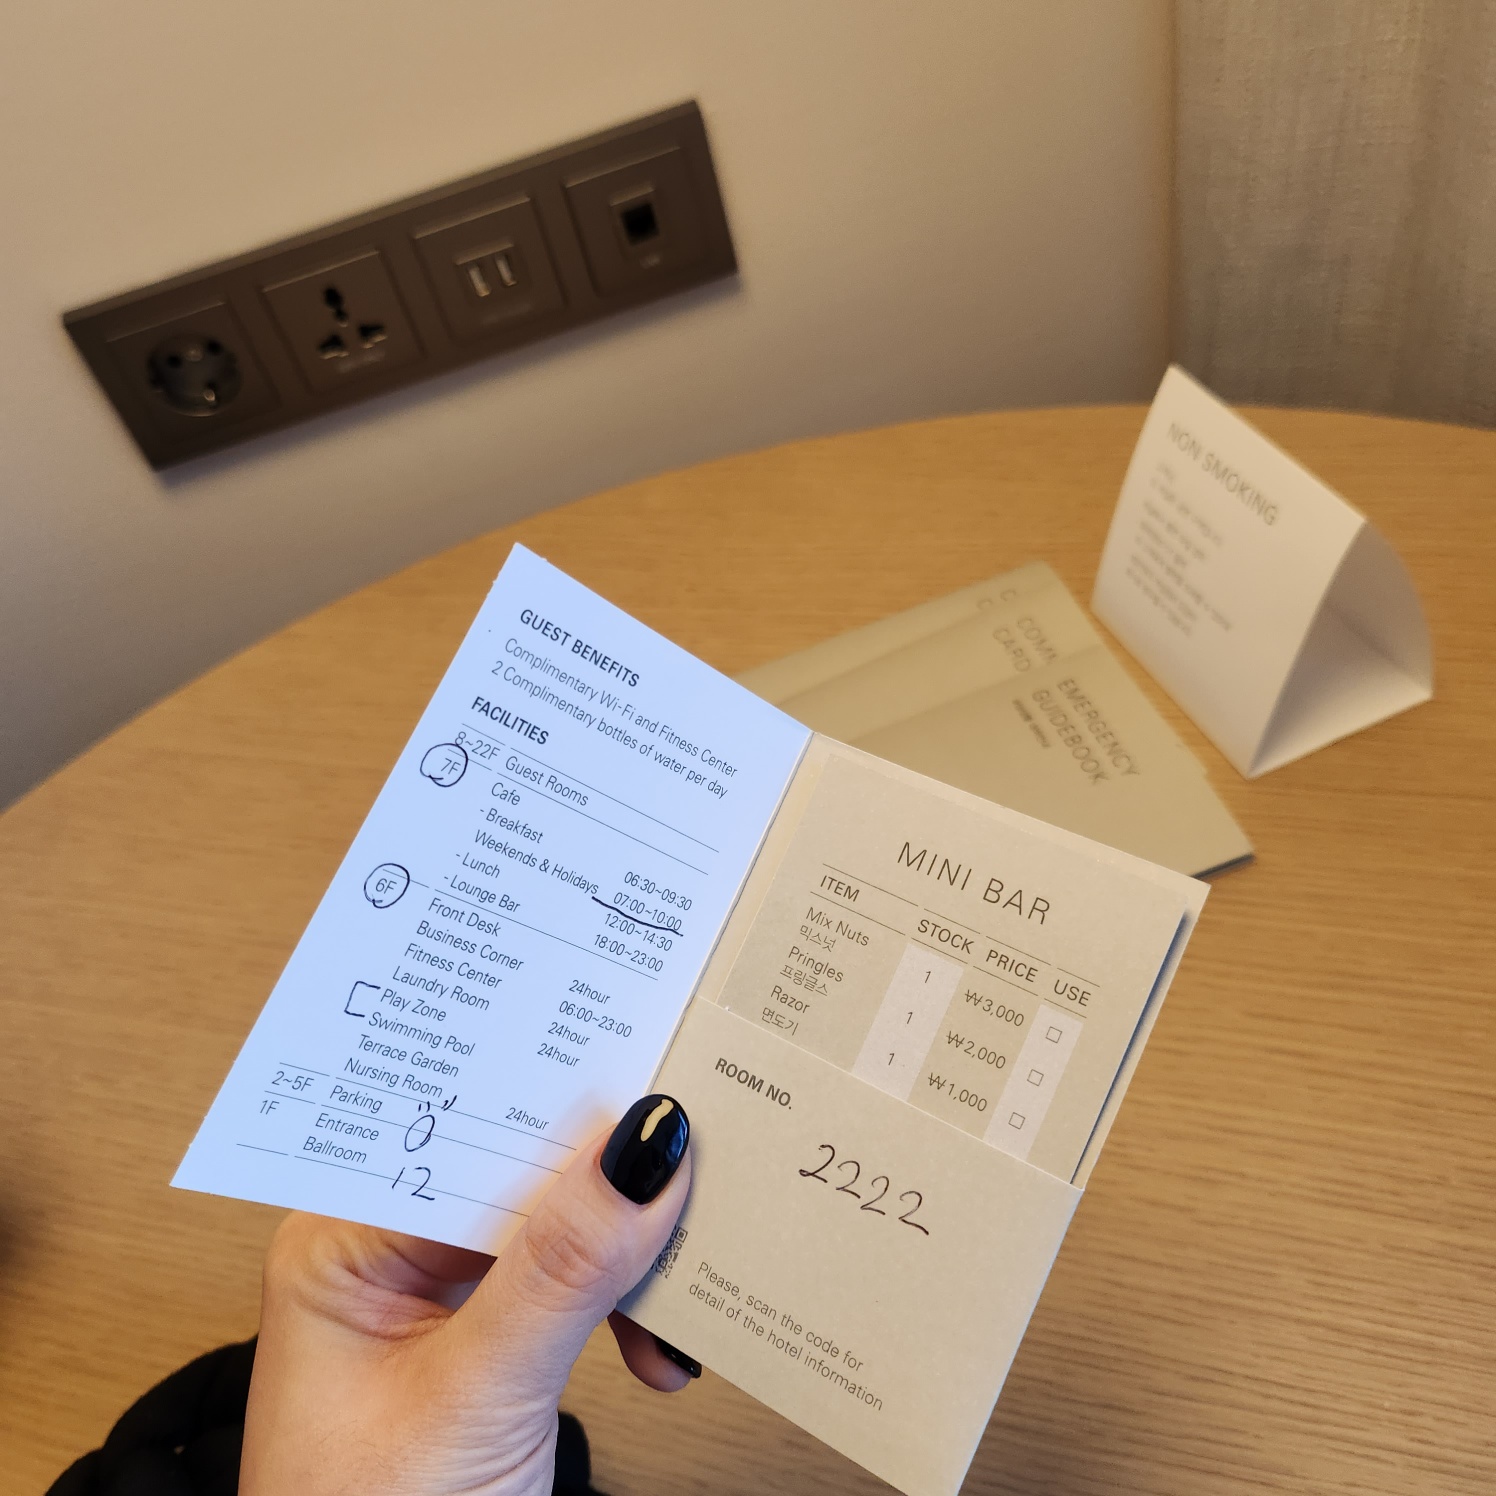 GUEST BENEFITS
Complimentary Wi-Fi and Fitness Center
2 Complimentary bottles of water per day
FACILITIES
8~22F Guest Rooms
7F Cafe
- Breakfast 06:30~09:30
Weekends & Holidays 07:00~10:00
- Lunch 12:00~14:30
- Lounge Bar 18:00~23:00
6F Front Desk 24hour
Business Corner 06:00~23:00
Fitness Center 24hour
Laundry Room 24hour
Play Zone
Swimming Pool
Terrace Garden
Nursing Room 24hour
2~5F Parking
1F Entrance
Ballroom
12
MINI BAR
ITEM STOCK PRICE USE
Mix Nuts 1 ₩3,000 □
믹스넛
Pringles 1 ₩2,000 □
프링글스
Razor 1 ₩1,000 □
면도기
ROOM NO.
2222
Please, scan the code for
detail of the hotel information
EMERGENCY
GUIDEBOOK
CARD
NON SMOKING